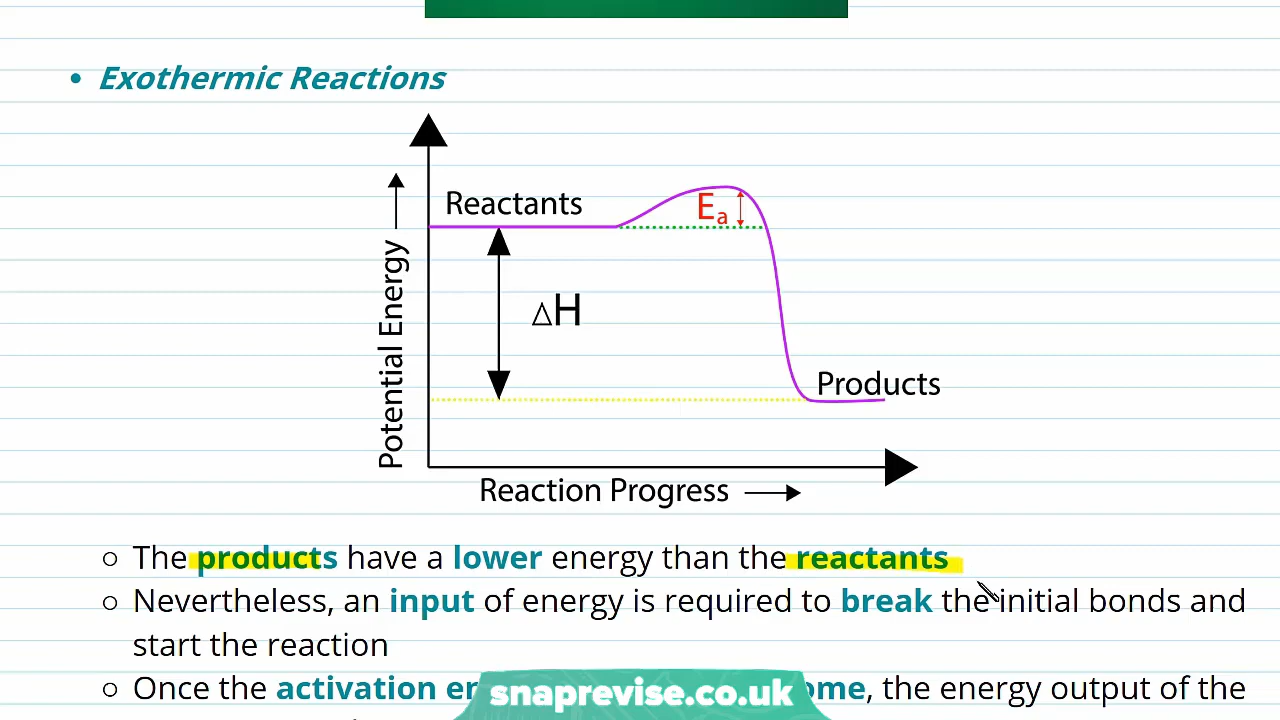 Exothermic Reactions
Reactants
Ea
ΔH
Potential Energy
Products
Reaction Progress
The products have a lower energy than the reactants
Nevertheless, an input of energy is required to break the initial bonds and
start the reaction
Once the activation , the energy output of the
snaprevise.co.uk